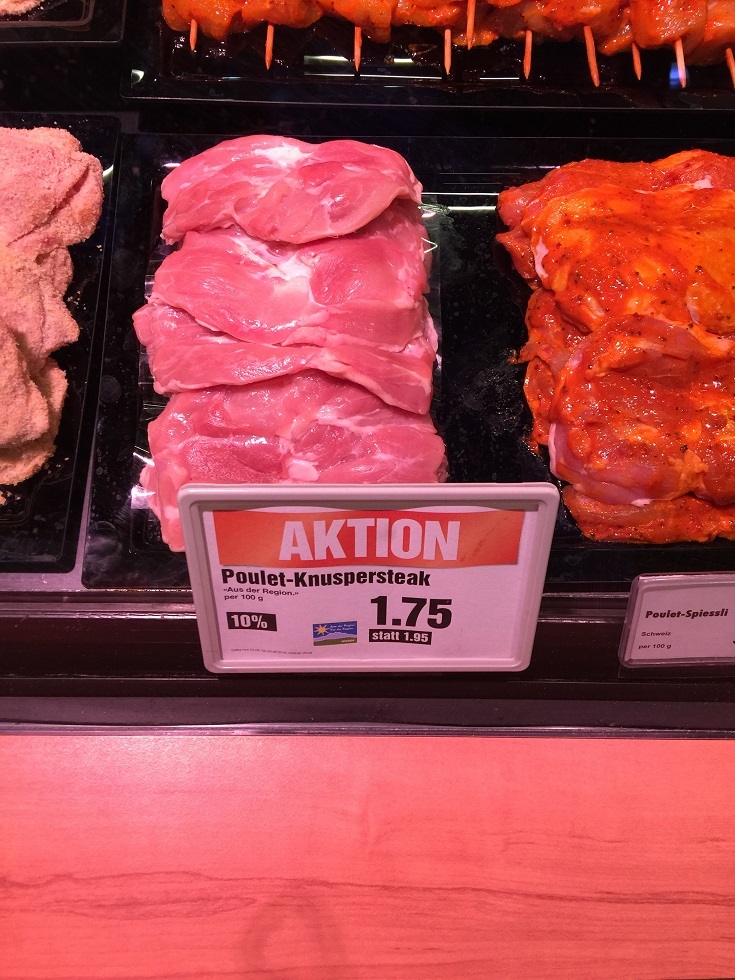 AKTION
Poulet-Knuspersteak
«Aus der Region.»
per 100 g
10%
1.75
statt 1.95
Poulet-Spiessli
Schweiz
per 100 g